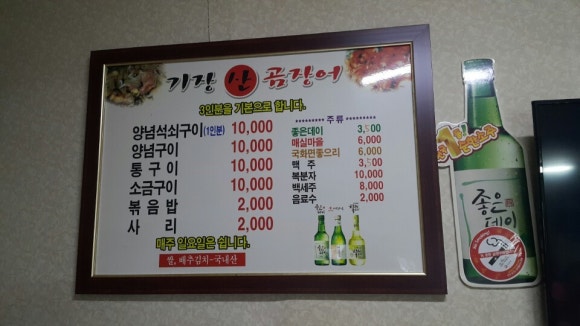 기장 산 곰장어
3인분을 기본으로 합니다.
양념석쇠구이(1인분) 10,000
양념구이 10,000
통구이 10,000
소금구이 10,000
볶음밥 2,000
사리 2,000
매주 일요일은 쉽니다.
쌀, 배추김치-국내산
********* 주류 *********
좋은데이 3,500
매실마을 6,000
국화면좋으리 6,000
맥주 3,500
복분자 10,000
백세주 8,000
음료수 2,000
좋은
데이